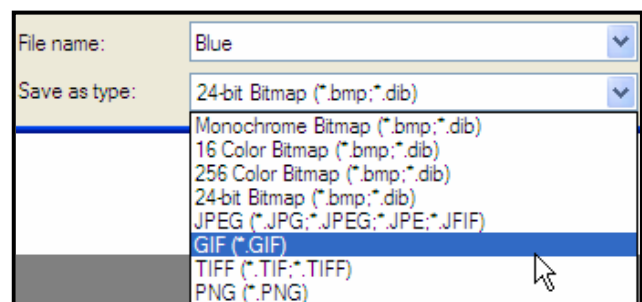 File name: Blue
Save as type: 24-bit Bitmap (*.bmp;*.dib)
Monochrome Bitmap (*.bmp;*.dib)
16 Color Bitmap (*.bmp;*.dib)
256 Color Bitmap (*.bmp;*.dib)
24-bit Bitmap (*.bmp;*.dib)
JPEG (*.JPG;*.JPEG;*.JPE;*.JFIF)
GIF (*.GIF)
TIFF (*.TIF;*.TIFF)
PNG (*.PNG)